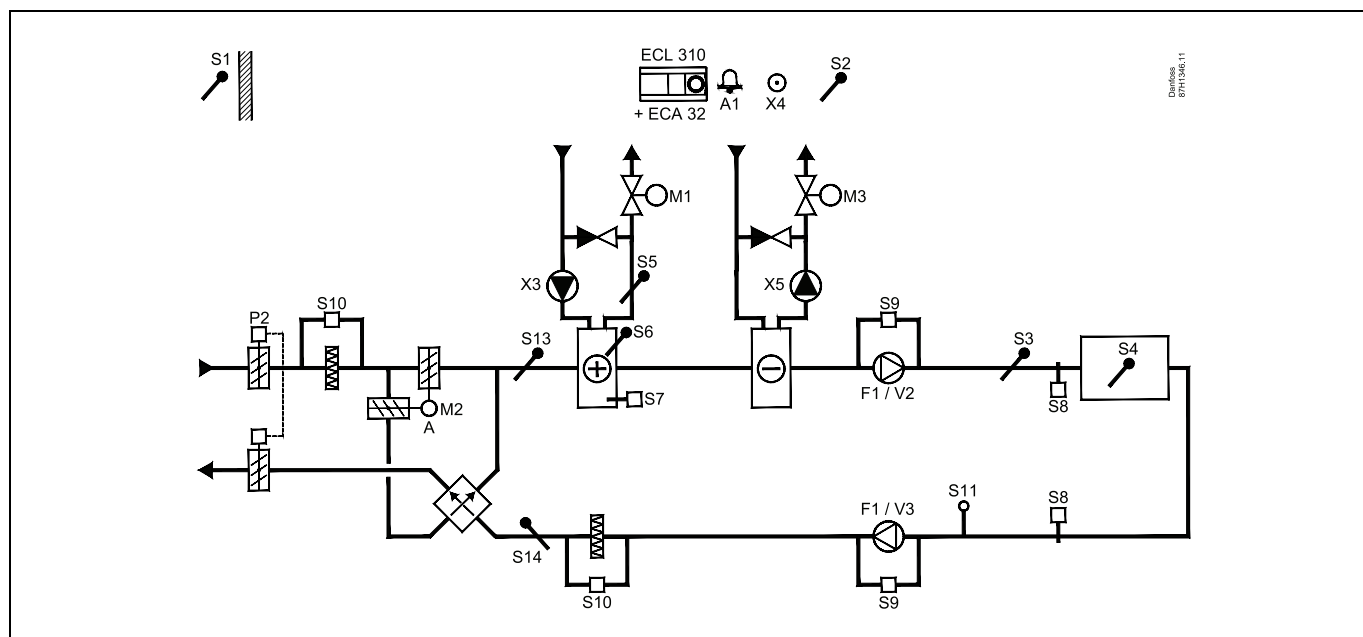 S1
ECL 310
+ ECA 32
A1
X4
S2
Danfoss
87H1346.11
M1
M3
S5
X3
X5
P2
S10
S13
S6
S7
M2
A
S9
F1 / V2
S3
S4
S8
S14
S10
F1 / V3
S9
S11
S8